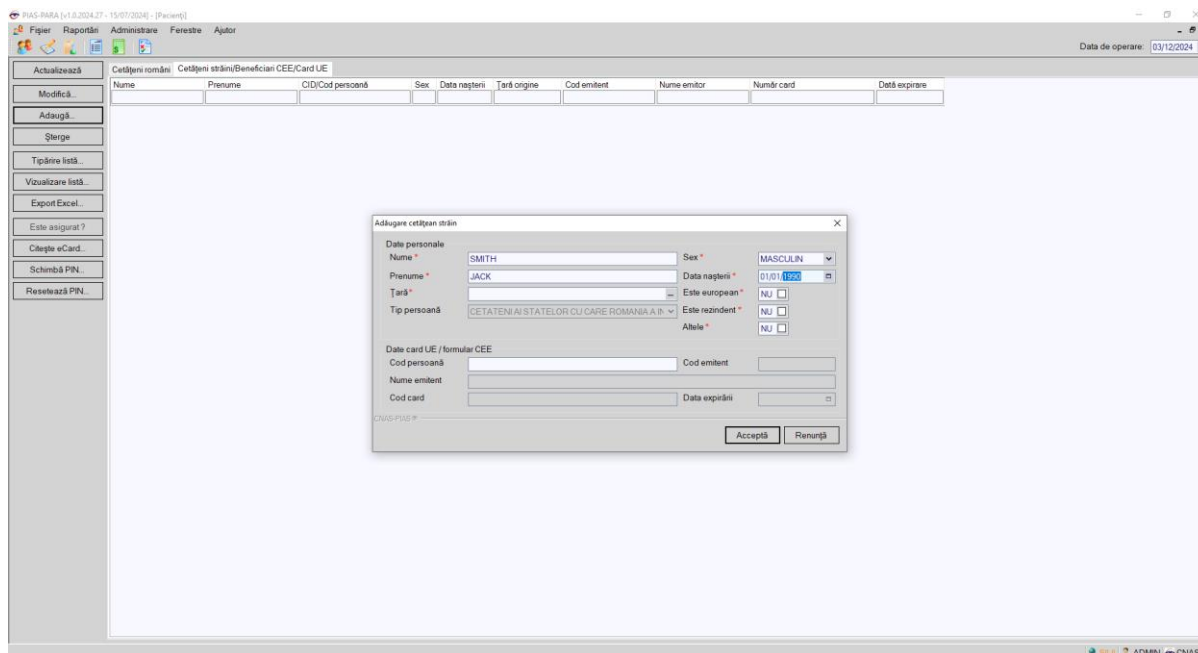 PIAS-PARA [v1.0.2024.27 - 15/07/2024] - [Pacienți]
Fișier Raportări Administrare Ferestre Ajutor
Data de operare: 03/12/2024
Actualizează
Modifică...
Adaugă...
Șterge
Tipărire listă...
Vizualizare listă...
Export Excel...
Este asigurat ?
Citește eCard...
Schimbă PIN...
Resetează PIN...
Cetățeni români Cetățeni străini/Beneficiari CEE/Card UE
Nume Prenume CID/Cod persoană Sex Data nașterii Țară origine Cod emitent Nume emitor Număr card Dată expirare
Adăugare cetățean străin
Date personale
Nume * SMITH Sex * MASCULIN
Prenume * JACK Data nașterii * 01/01/1990
Țară * ... Este european * NU
Tip persoană CETATENI AI STATELOR CU CARE ROMANIA A IN Este rezident * NU
Altele * NU
Date card UE / formular CEE
Cod persoană Cod emitent
Nume emitent
Cod card Data expirării
CNAS-PIAS ®
Acceptă Renunță
ADMIN CNAS